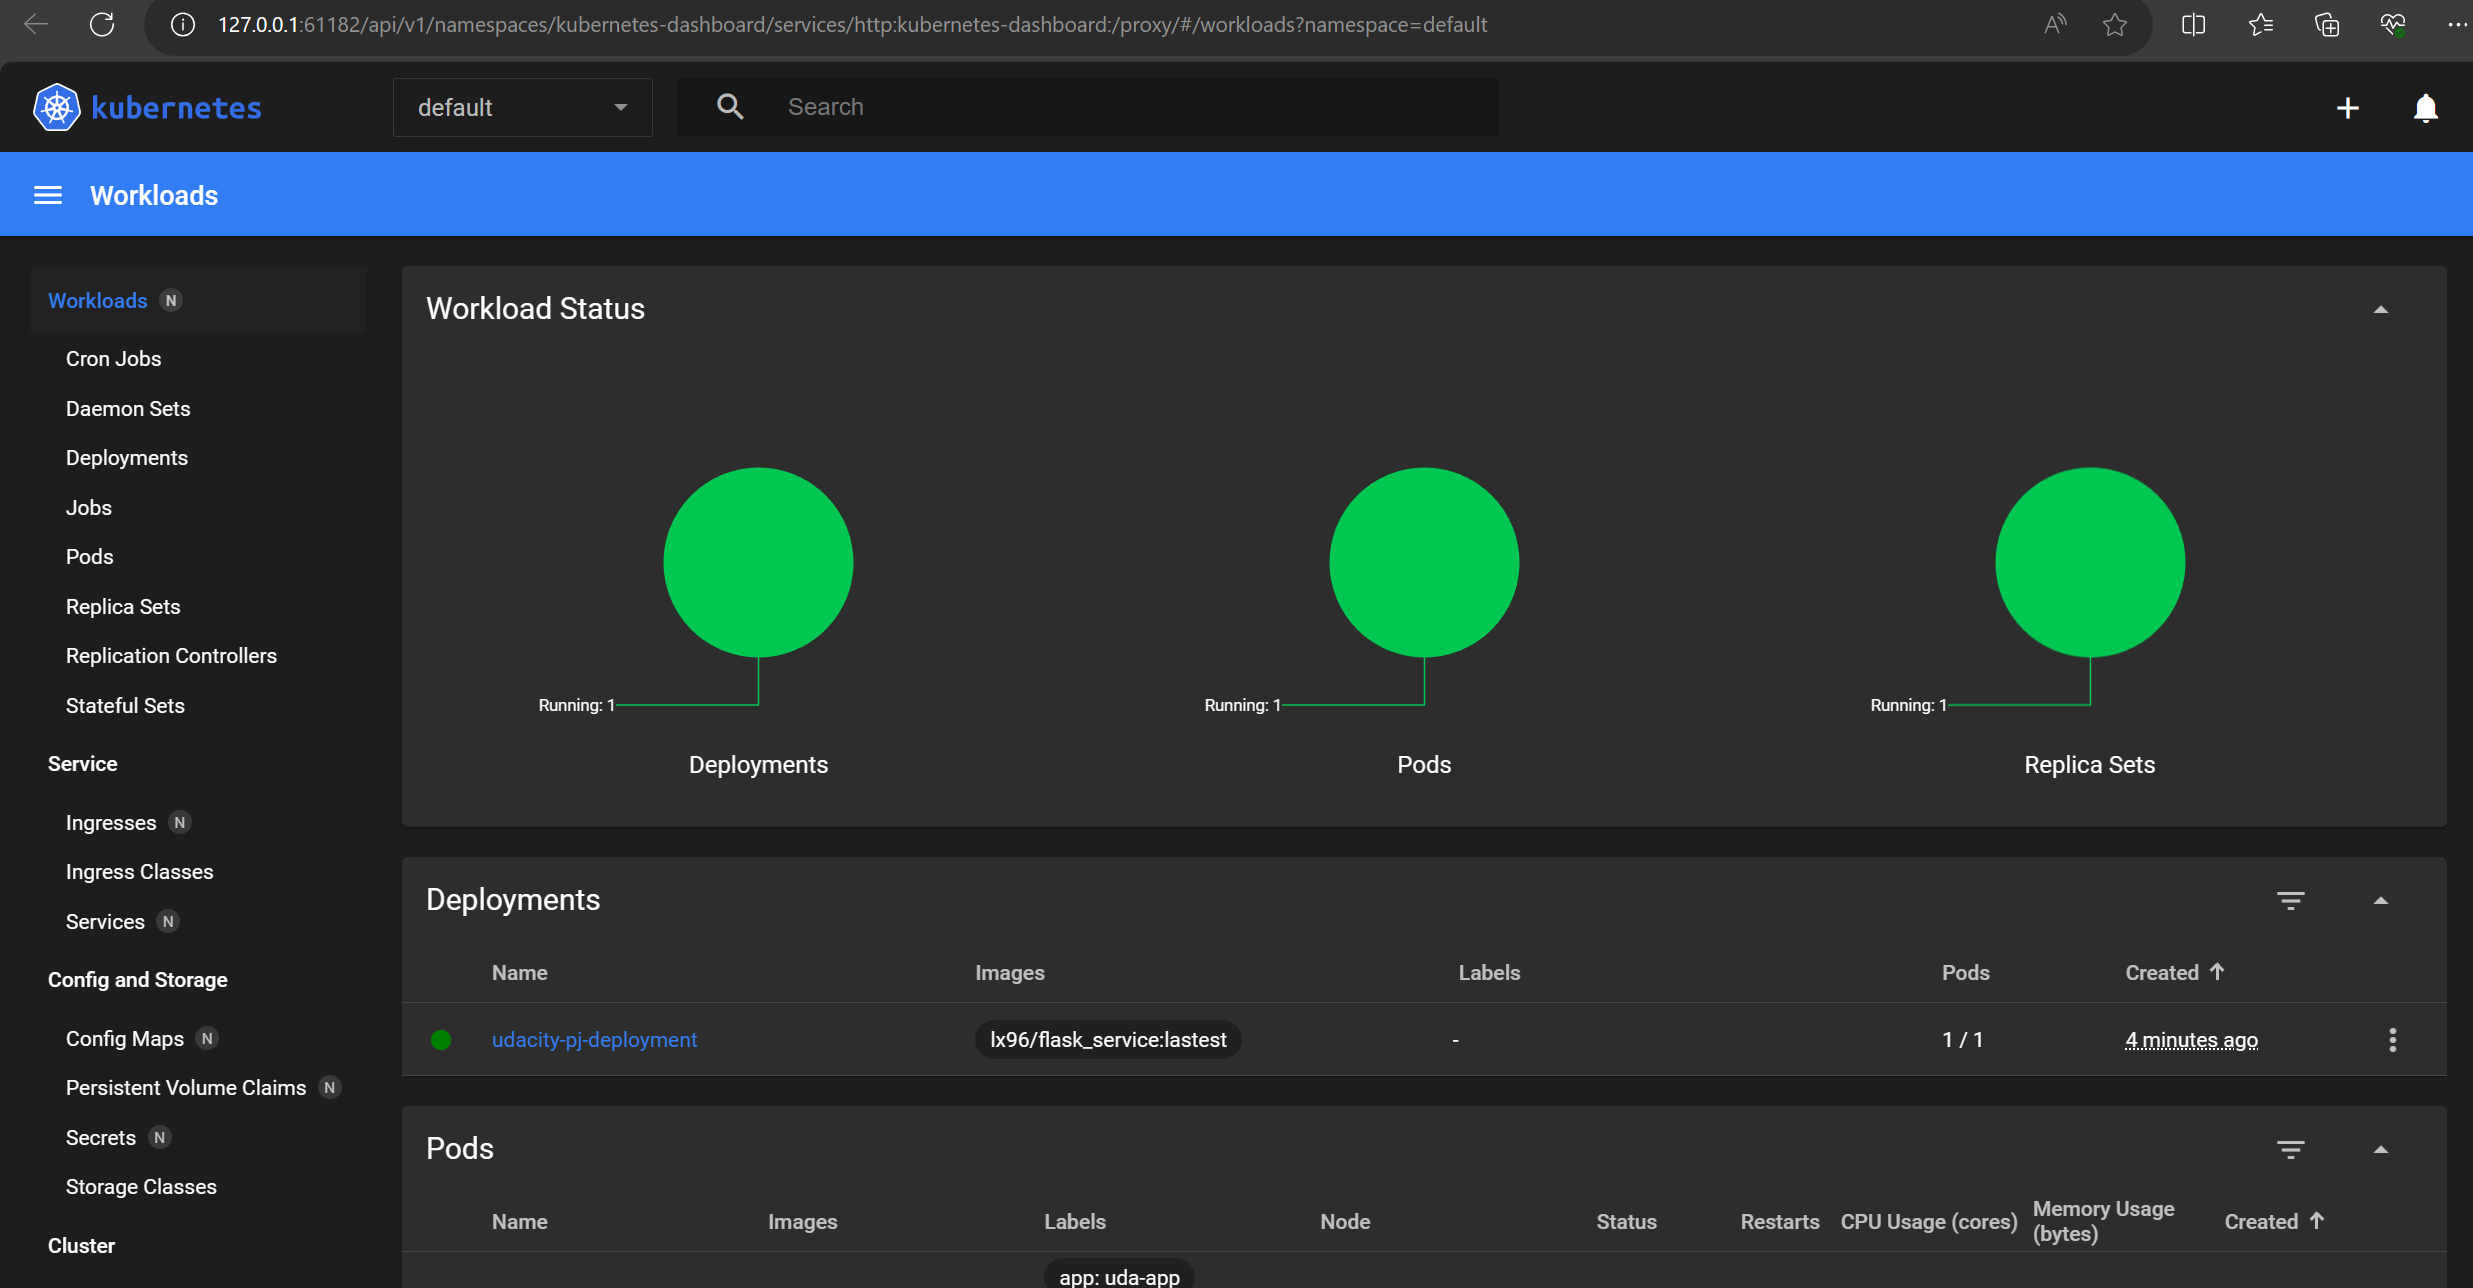 127.0.0.1:61182/api/v1/namespaces/kubernetes-dashboard/services/http:kubernetes-dashboard:/proxy/#/workloads?namespace=default
kubernetes
default
Search
Workloads
Workloads N
Cron Jobs
Daemon Sets
Deployments
Jobs
Pods
Replica Sets
Replication Controllers
Stateful Sets
Service
Ingresses N
Ingress Classes
Services N
Config and Storage
Config Maps N
Persistent Volume Claims N
Secrets N
Storage Classes
Cluster
Workload Status
Running: 1
Deployments
Running: 1
Pods
Running: 1
Replica Sets
Deployments
Name Images Labels Pods Created
udacity-pj-deployment lx96/flask_service:lastest - 1 / 1 4 minutes ago
Pods
Name Images Labels Node Status Restarts CPU Usage (cores) Memory Usage (bytes) Created
app: uda-app